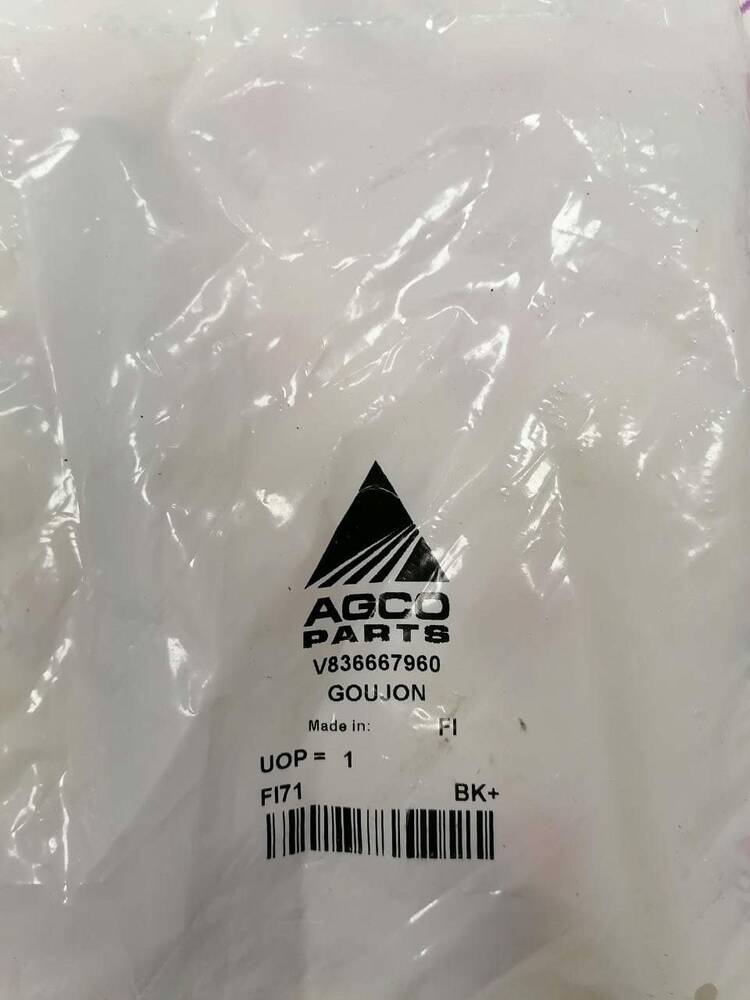 AGCO
PARTS
V836667960
GOUJON
Made in: FI
UOP = 1
FI71 BK+